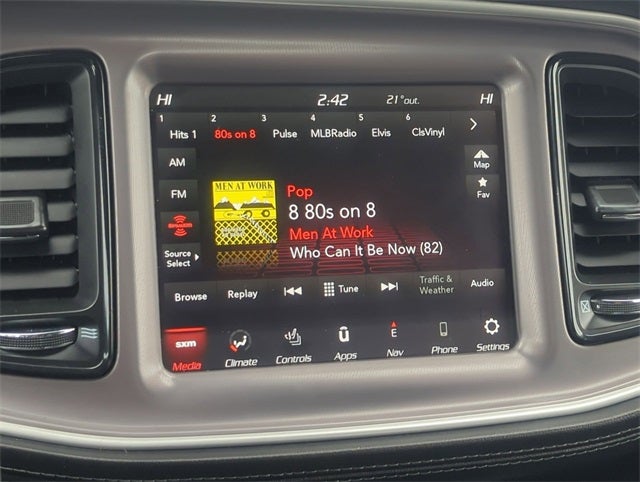 HI 2:42 21°out. HI
1 2 3 4 5 6
Hits 1 80s on 8 Pulse MLBRadio Elvis ClsVinyl
AM
FM
SiriusXM
Source
Select
MEN AT WORK
Pop
8 80s on 8
Men At Work
Who Can It Be Now (82)
Map
Fav
Browse Replay Tune Traffic & Weather Audio
sxm
Media Climate Controls Apps Nav Phone Settings
E